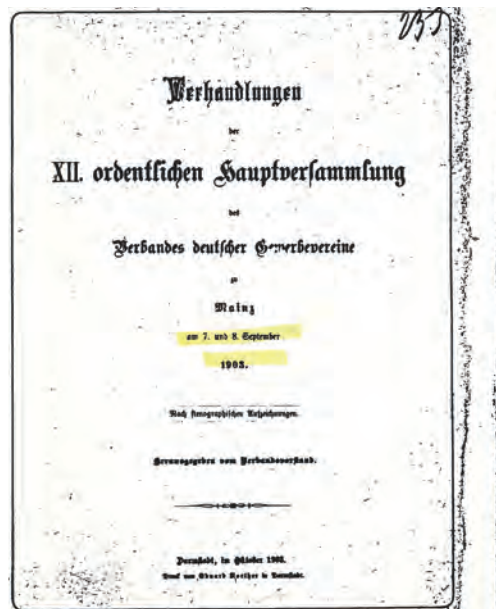 235
Verhandlungen
der
XII. ordentlichen Hauptversammlung
des
Verbandes deutscher Gewerbevereine
zu
Mainz
am 7. und 8. September
1903.
Nach stenographischen Aufzeichnungen.
Herausgegeben vom Verbandsvorstand.
Darmstadt, im Oktober 1903.
Druck von Eduard Roether in Darmstadt.